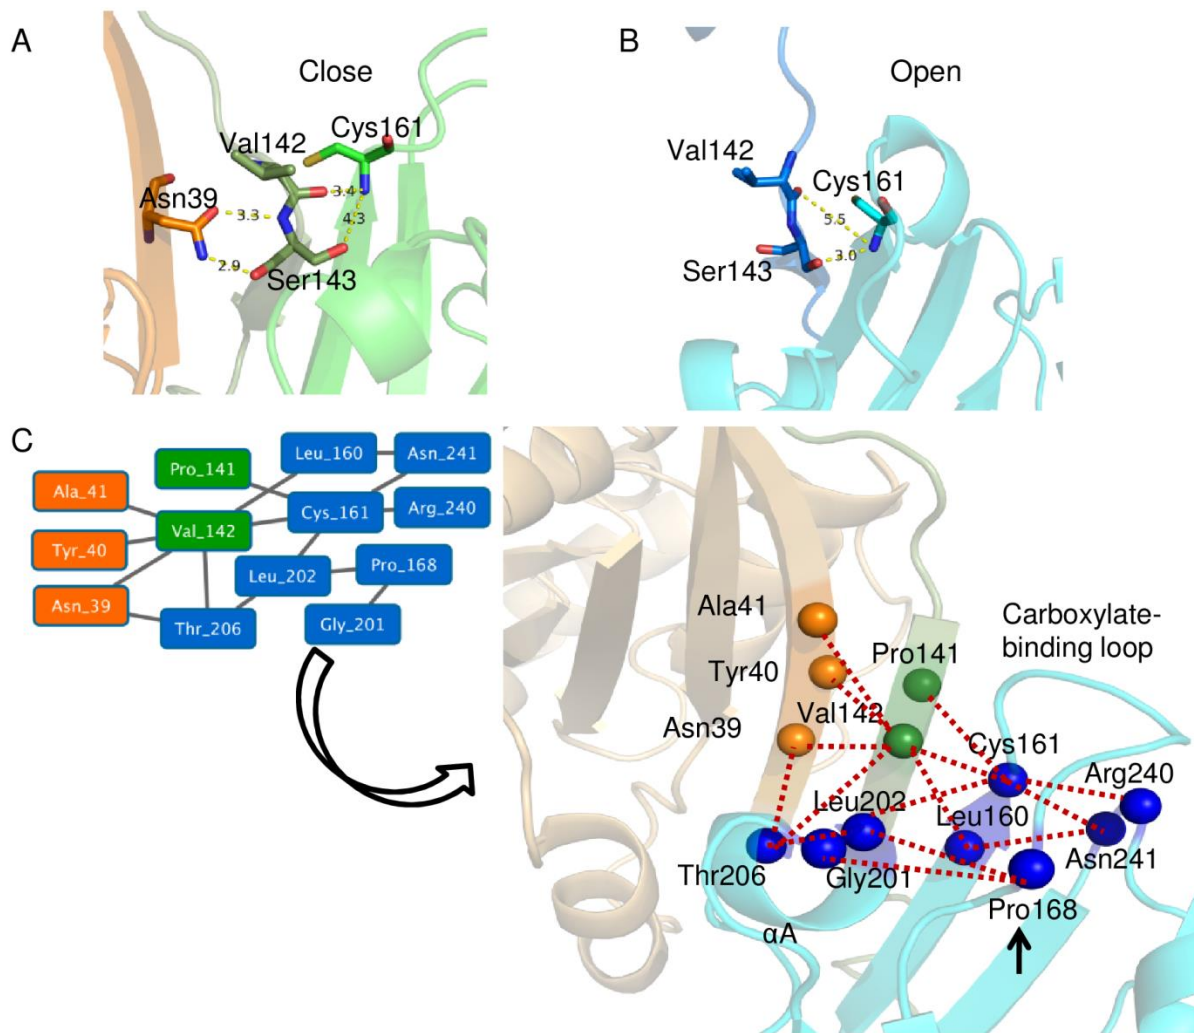 A
Close
Cys161
Val142
Asn39
3.4
3.3
4.3
2.9
Ser143
B
Open
Val142
Cys161
5.5
Ser143
3.0
C
Leu_160
Asn_241
Pro_141
Ala_41
Cys_161
Arg_240
Val_142
Tyr_40
Leu_202
Pro_168
Asn_39
Thr_206
Gly_201
Ala41
Carboxylate-
binding loop
Tyr40
Pro141
Asn39
Val142
Cys161
Arg240
Leu202
Leu160
Thr206
Gly201
Asn241
Pro168
αA